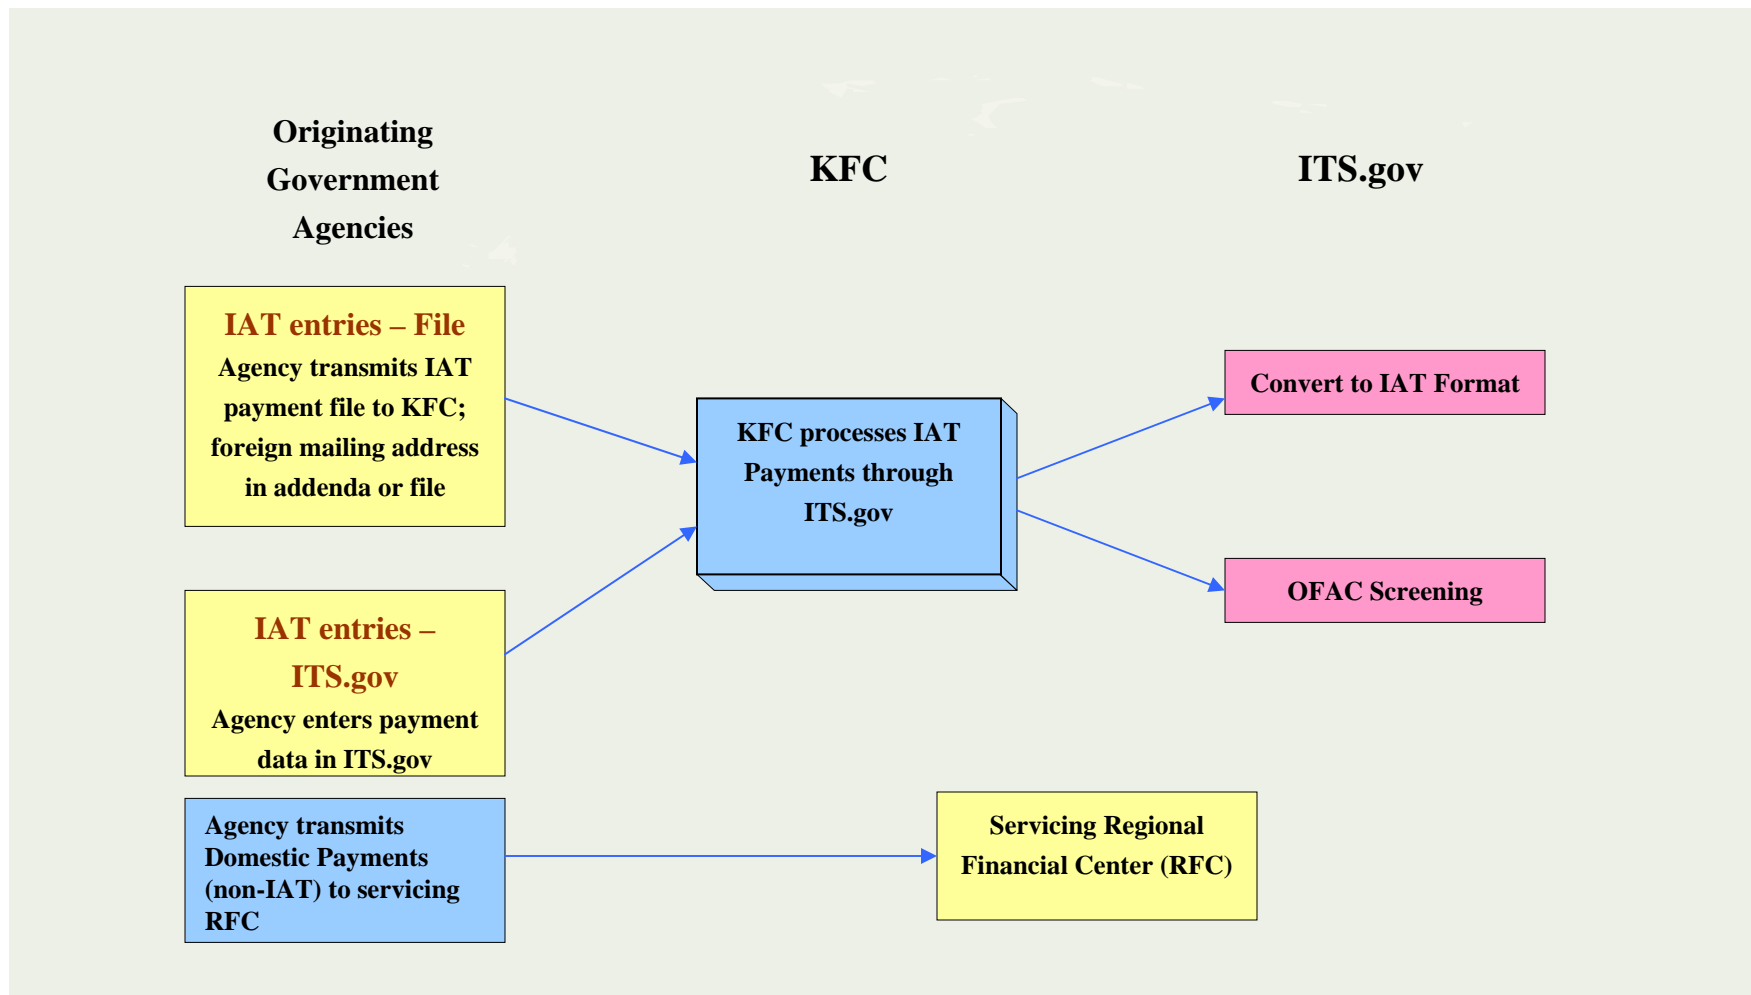 Originating
Government
Agencies
KFC
ITS.gov
IAT entries – File
Agency transmits IAT
payment file to KFC;
foreign mailing address
in addenda or file
KFC processes IAT
Payments through
ITS.gov
Convert to IAT Format
OFAC Screening
IAT entries –
ITS.gov
Agency enters payment
data in ITS.gov
Agency transmits
Domestic Payments
(non-IAT) to servicing
RFC
Servicing Regional
Financial Center (RFC)